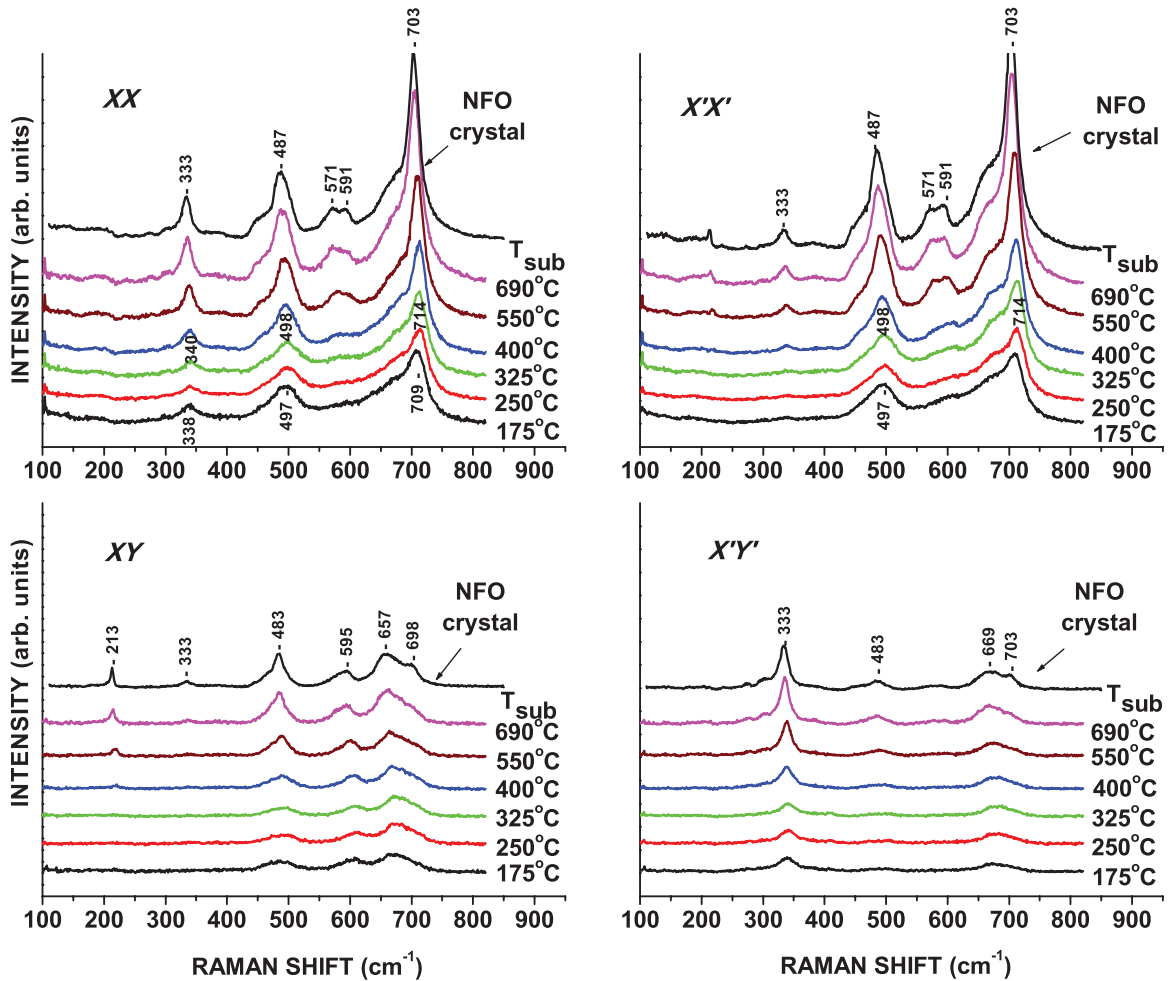 XX
NFO
crystal
703
487
333
571
591
T sub
690°C
550°C
400°C
325°C
250°C
175°C
340
498
714
338
497
709
100 200 300 400 500 600 700 800 900
INTENSITY (arb. units)
X'X'
NFO
crystal
703
487
333
571
591
T sub
690°C
550°C
400°C
325°C
250°C
175°C
498
714
497
100 200 300 400 500 600 700 800 900
XY
NFO
crystal
213
333
483
595
657
698
T sub
690°C
550°C
400°C
325°C
250°C
175°C
100 200 300 400 500 600 700 800 900
INTENSITY (arb. units)
RAMAN SHIFT (cm⁻¹)
X'Y'
NFO
crystal
333
483
669
703
T sub
690°C
550°C
400°C
325°C
250°C
175°C
100 200 300 400 500 600 700 800 900
RAMAN SHIFT (cm⁻¹)